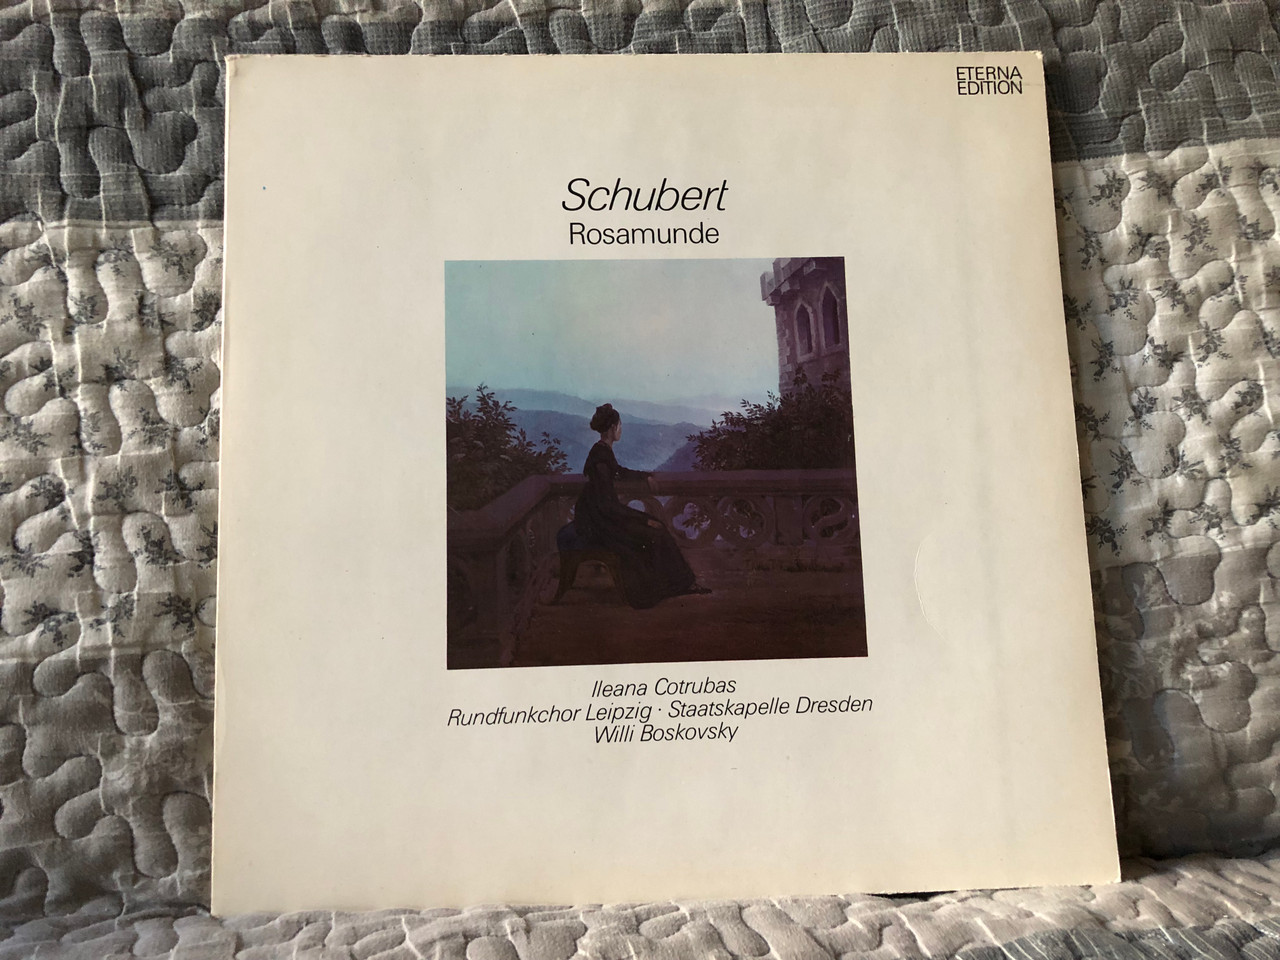 ETERNA
EDITION
Schubert
Rosamunde
Ileana Cotrubas
Rundfunkchor Leipzig · Staatskapelle Dresden
Willi Boskovsky